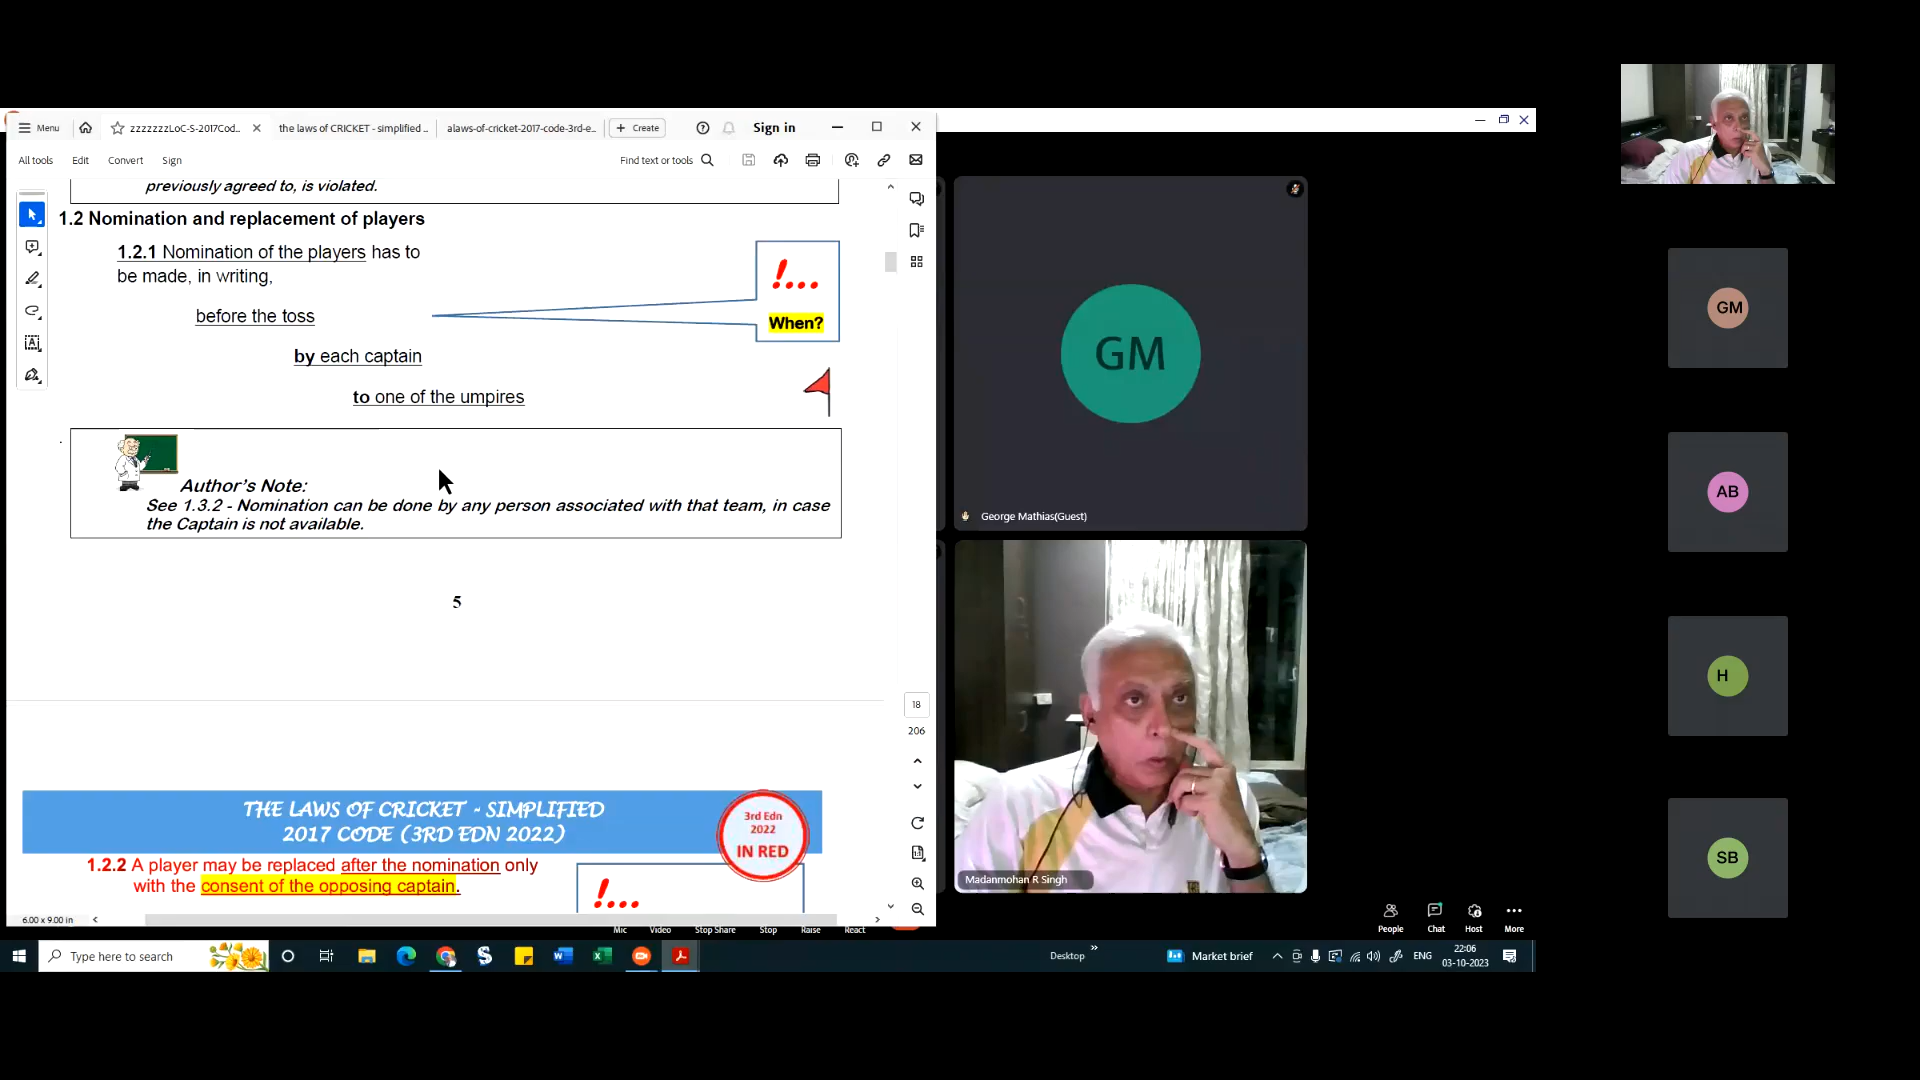 Menu
zzzzzzzLoC-S-2017Cod...
the laws of CRICKET - simplified ...
alaws-of-cricket-2017-code-3rd-e...
Create
Sign in
All tools
Edit
Convert
Sign
Find text or tools
previously agreed to, is violated.
1.2 Nomination and replacement of players
1.2.1 Nomination of the players has to
be made, in writing,
before the toss
by each captain
to one of the umpires
!...
When?
Author's Note:
See 1.3.2 - Nomination can be done by any person associated with that team, in case
the Captain is not available.
5
18
206
THE LAWS OF CRICKET - SIMPLIFIED
2017 CODE (3RD EDN 2022)
3rd Edn
2022
IN RED
1.2.2 A player may be replaced after the nomination only
with the consent of the opposing captain.
!...
6.00 x 9.00 in
GM
George Mathias(Guest)
Madanmohan R Singh
GM
AB
H
SB
Mic
Video
Stop Share
Stop
Raise
React
People
Chat
Host
More
Type here to search
Desktop
Market brief
ENG
22:06
03-10-2023